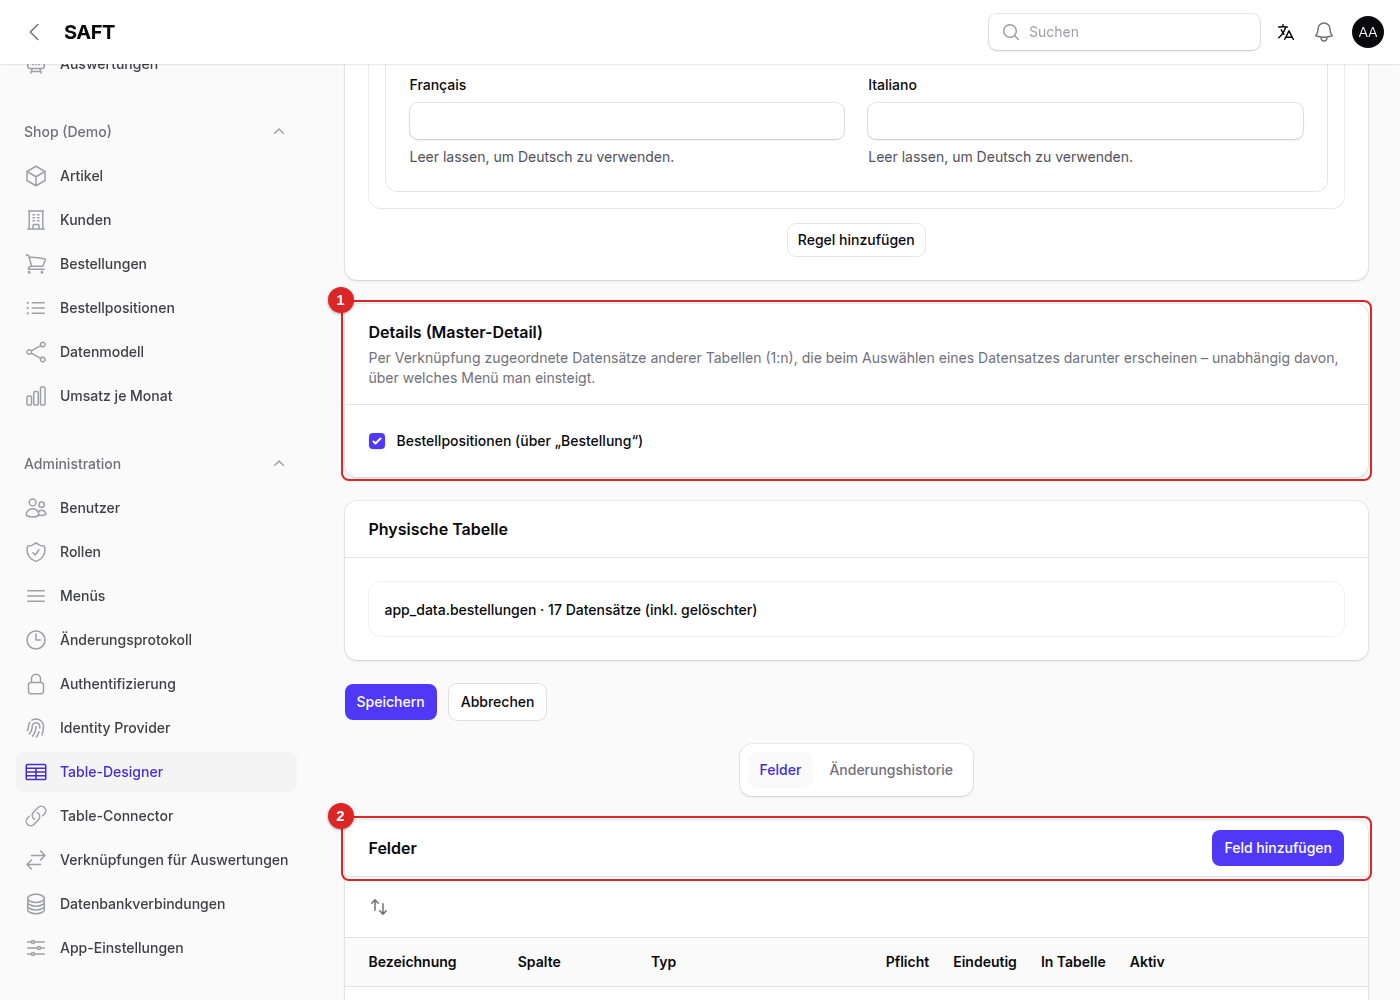 SAFT
Suchen
AA
Auswertungen
Shop (Demo)
Artikel
Kunden
Bestellungen
Bestellpositionen
Datenmodell
Umsatz je Monat
Administration
Benutzer
Rollen
Menüs
Änderungsprotokoll
Authentifizierung
Identity Provider
Table-Designer
Table-Connector
Verknüpfungen für Auswertungen
Datenbankverbindungen
App-Einstellungen
Français
Italiano
Leer lassen, um Deutsch zu verwenden.
Leer lassen, um Deutsch zu verwenden.
Regel hinzufügen
1
Details (Master-Detail)
Per Verknüpfung zugeordnete Datensätze anderer Tabellen (1:n), die beim Auswählen eines Datensatzes darunter erscheinen – unabhängig davon,
über welches Menü man einsteigt.
Bestellpositionen (über „Bestellung“)
Physische Tabelle
app_data.bestellungen · 17 Datensätze (inkl. gelöschter)
Speichern
Abbrechen
Felder
Änderungshistorie
2
Felder
Feld hinzufügen
Bezeichnung Spalte Typ Pflicht Eindeutig In Tabelle Aktiv